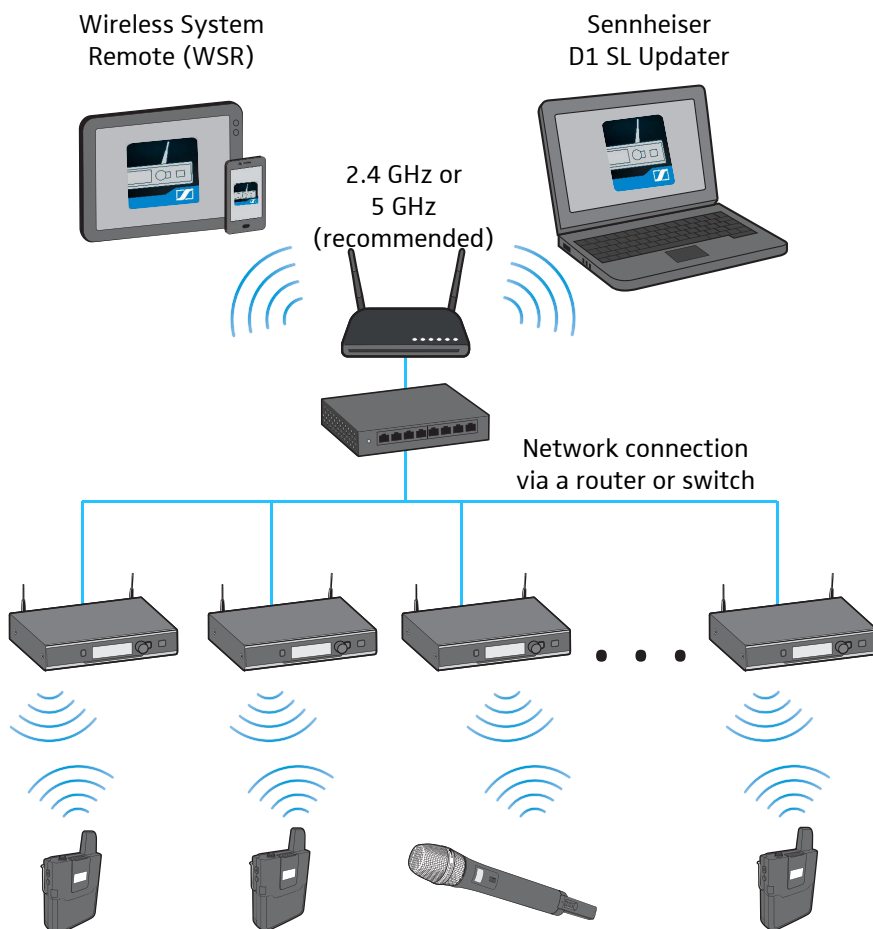 Wireless System
Remote (WSR)
Sennheiser
D1 SL Updater
2.4 GHz or
5 GHz
(recommended)
Network connection
via a router or switch